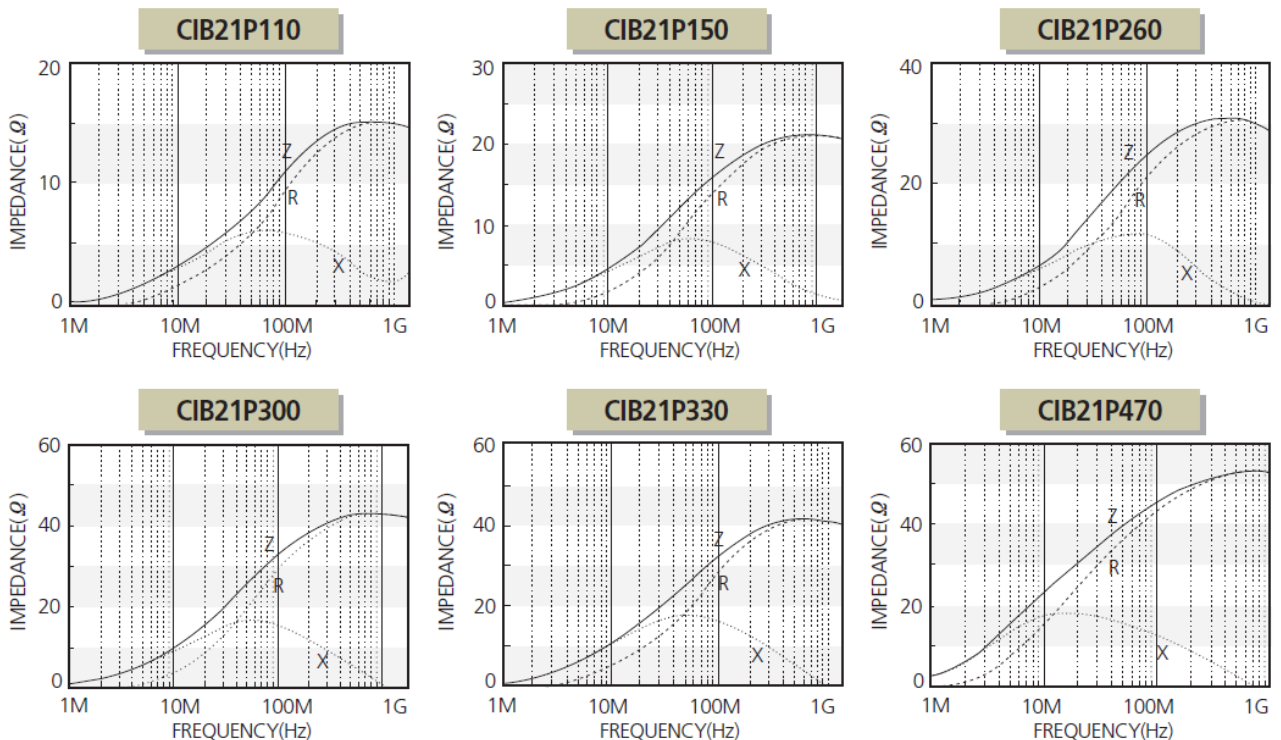 CIB21P110
IMPEDANCE(Ω)
20
10
0
Z
R
X
1M 10M 100M 1G
FREQUENCY(Hz)
CIB21P150
IMPEDANCE(Ω)
30
20
10
0
Z
R
X
1M 10M 100M 1G
FREQUENCY(Hz)
CIB21P260
IMPEDANCE(Ω)
40
20
0
Z
R
X
1M 10M 100M 1G
FREQUENCY(Hz)
CIB21P300
IMPEDANCE(Ω)
60
40
20
0
Z
R
X
1M 10M 100M 1G
FREQUENCY(Hz)
CIB21P330
IMPEDANCE(Ω)
60
40
20
0
Z
R
X
1M 10M 100M 1G
FREQUENCY(Hz)
CIB21P470
IMPEDANCE(Ω)
60
40
20
0
Z
R
X
1M 10M 100M 1G
FREQUENCY(Hz)